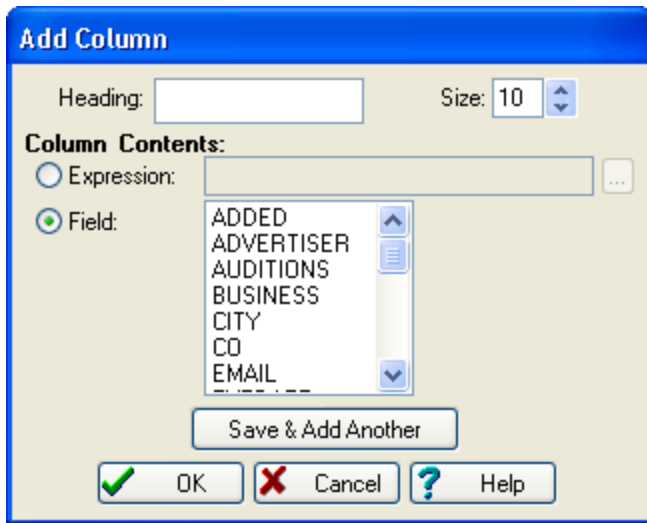 Add Column
Heading: Size: 10
Column Contents:
Expression: ...
Field:
ADDED
ADVERTISER
AUDITIONS
BUSINESS
CITY
CO
EMAIL
Save & Add Another
OK Cancel ? Help